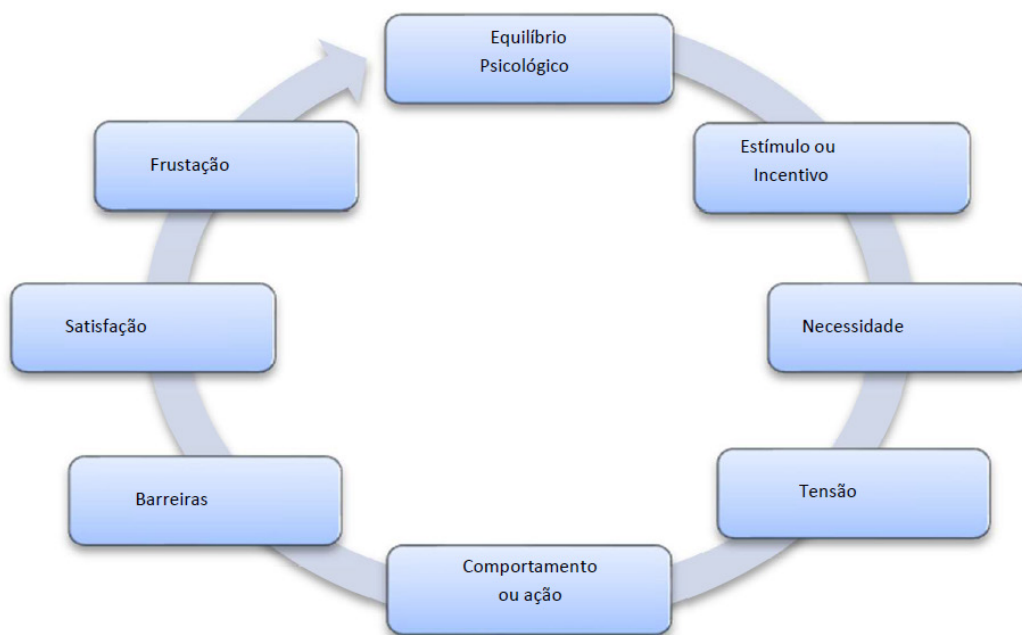 Equilíbrio
Psicológico
Estímulo ou
Incentivo
Necessidade
Tensão
Comportamento
ou ação
Barreiras
Satisfação
Frustação